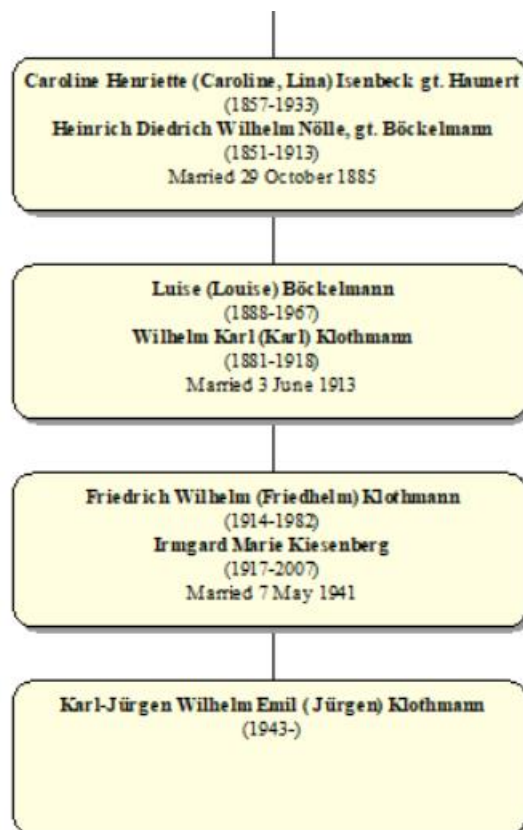 Caroline Henriette (Caroline, Lina) Isenbeck gt. Haunert
(1857-1933)
Heinrich Diedrich Wilhelm Nölle, gt. Böckelmann
(1851-1913)
Married 29 October 1885
Luise (Louise) Böckelmann
(1888-1967)
Wilhelm Karl (Karl) Klothmann
(1881-1918)
Married 3 June 1913
Friedrich Wilhelm (Friedhelm) Klothmann
(1914-1982)
Irmgard Marie Kiesenberg
(1917-2007)
Married 7 May 1941
Karl-Jürgen Wilhelm Emil ( Jürgen) Klothmann
(1943-)